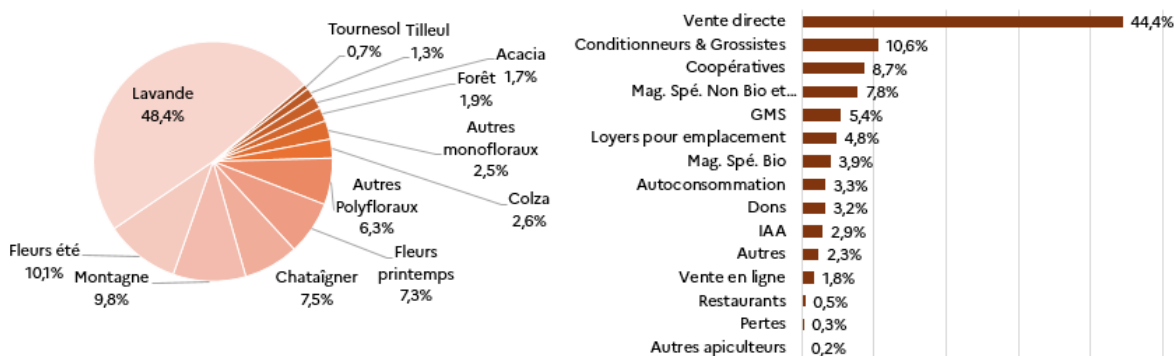 Tournesol
0,7%
Tilleul
1,3%
Acacia
1,7%
Forêt
1,9%
Autres
monofloraux
2,5%
Colza
2,6%
Autres
Polyfloraux
6,3%
Fleurs
printemps
7,3%
Chataîgner
7,5%
Montagne
9,8%
Fleurs été
10,1%
Lavande
48,4%
Vente directe 44,4%
Conditionneurs & Grossistes 10,6%
Coopératives 8,7%
Mag. Spé. Non Bio et... 7,8%
GMS 5,4%
Loyers pour emplacement 4,8%
Mag. Spé. Bio 3,9%
Autoconsommation 3,3%
Dons 3,2%
IAA 2,9%
Autres 2,3%
Vente en ligne 1,8%
Restaurants 0,5%
Pertes 0,3%
Autres apiculteurs 0,2%